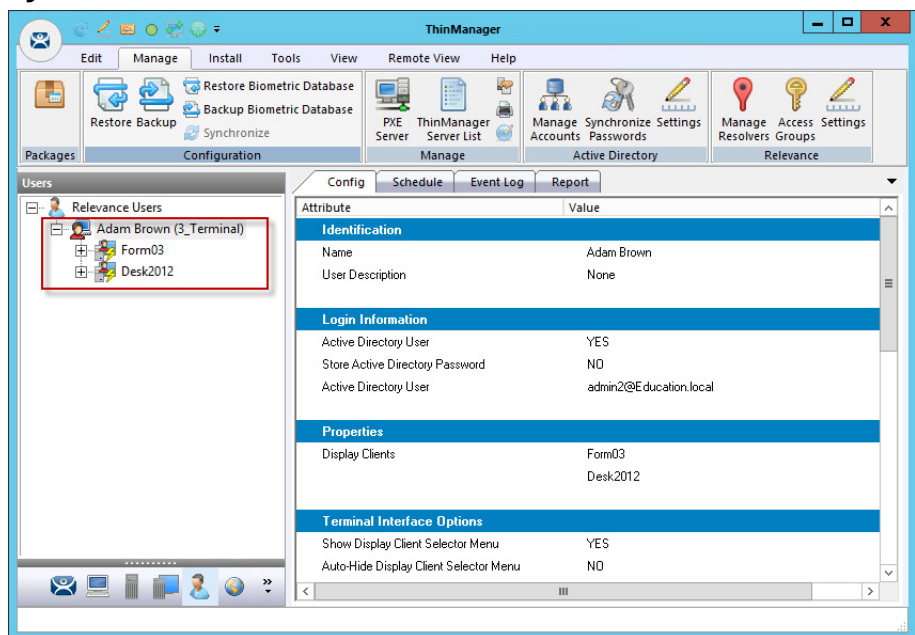 ThinManager
Edit Manage Install Tools View Remote View Help
Restore Backup
Restore Biometric Database
Backup Biometric Database
Synchronize
PXE Server
ThinManager Server List
Manage Accounts
Synchronize Passwords
Settings
Manage Resolvers
Access Groups
Settings
Packages Configuration Manage Active Directory Relevance
Users
Relevance Users
Adam Brown (3_Terminal)
Form03
Desk2012
Config Schedule Event Log Report
Attribute Value
Identification
Name Adam Brown
User Description None
Login Information
Active Directory User YES
Store Active Directory Password NO
Active Directory User admin2@Education.local
Properties
Display Clients Form03
Desk2012
Terminal Interface Options
Show Display Client Selector Menu YES
Auto-Hide Display Client Selector Menu NO